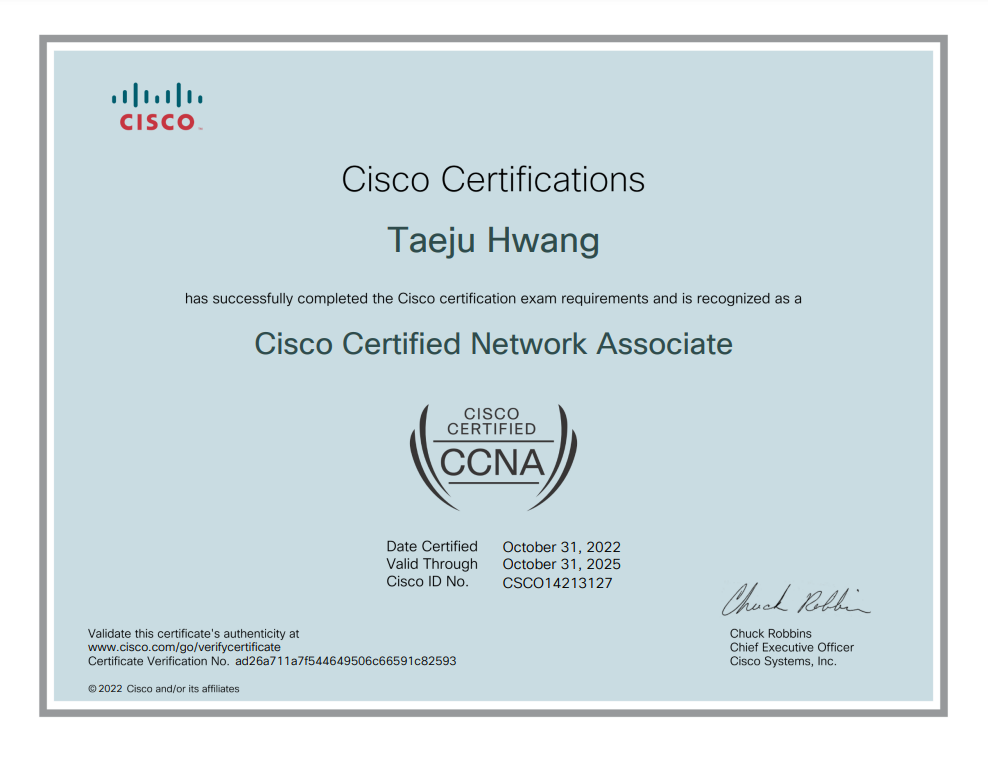 CISCO
Cisco Certifications
Taeju Hwang
has successfully completed the Cisco certification exam requirements and is recognized as a
Cisco Certified Network Associate
CISCO
CERTIFIED
CCNA
Date Certified October 31, 2022
Valid Through October 31, 2025
Cisco ID No. CSCO14213127
Chuck Robbins
Validate this certificate's authenticity at
www.cisco.com/go/verifycertificate
Certificate Verification No. ad26a711a7f544649506c66591c82593
Chuck Robbins
Chief Executive Officer
Cisco Systems, Inc.
© 2022 Cisco and/or its affiliates